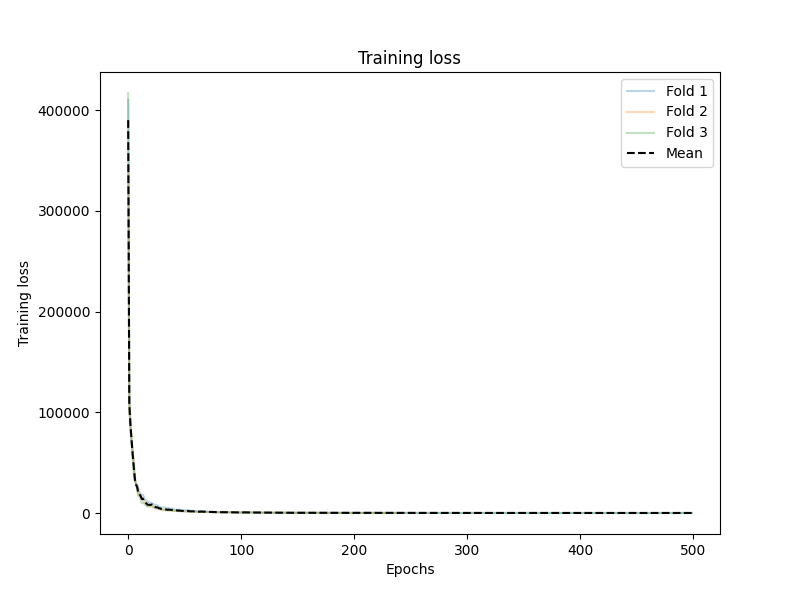 Training loss
Fold 1
Fold 2
Fold 3
Mean
Training loss
400000
300000
200000
100000
0
0 100 200 300 400 500
Epochs